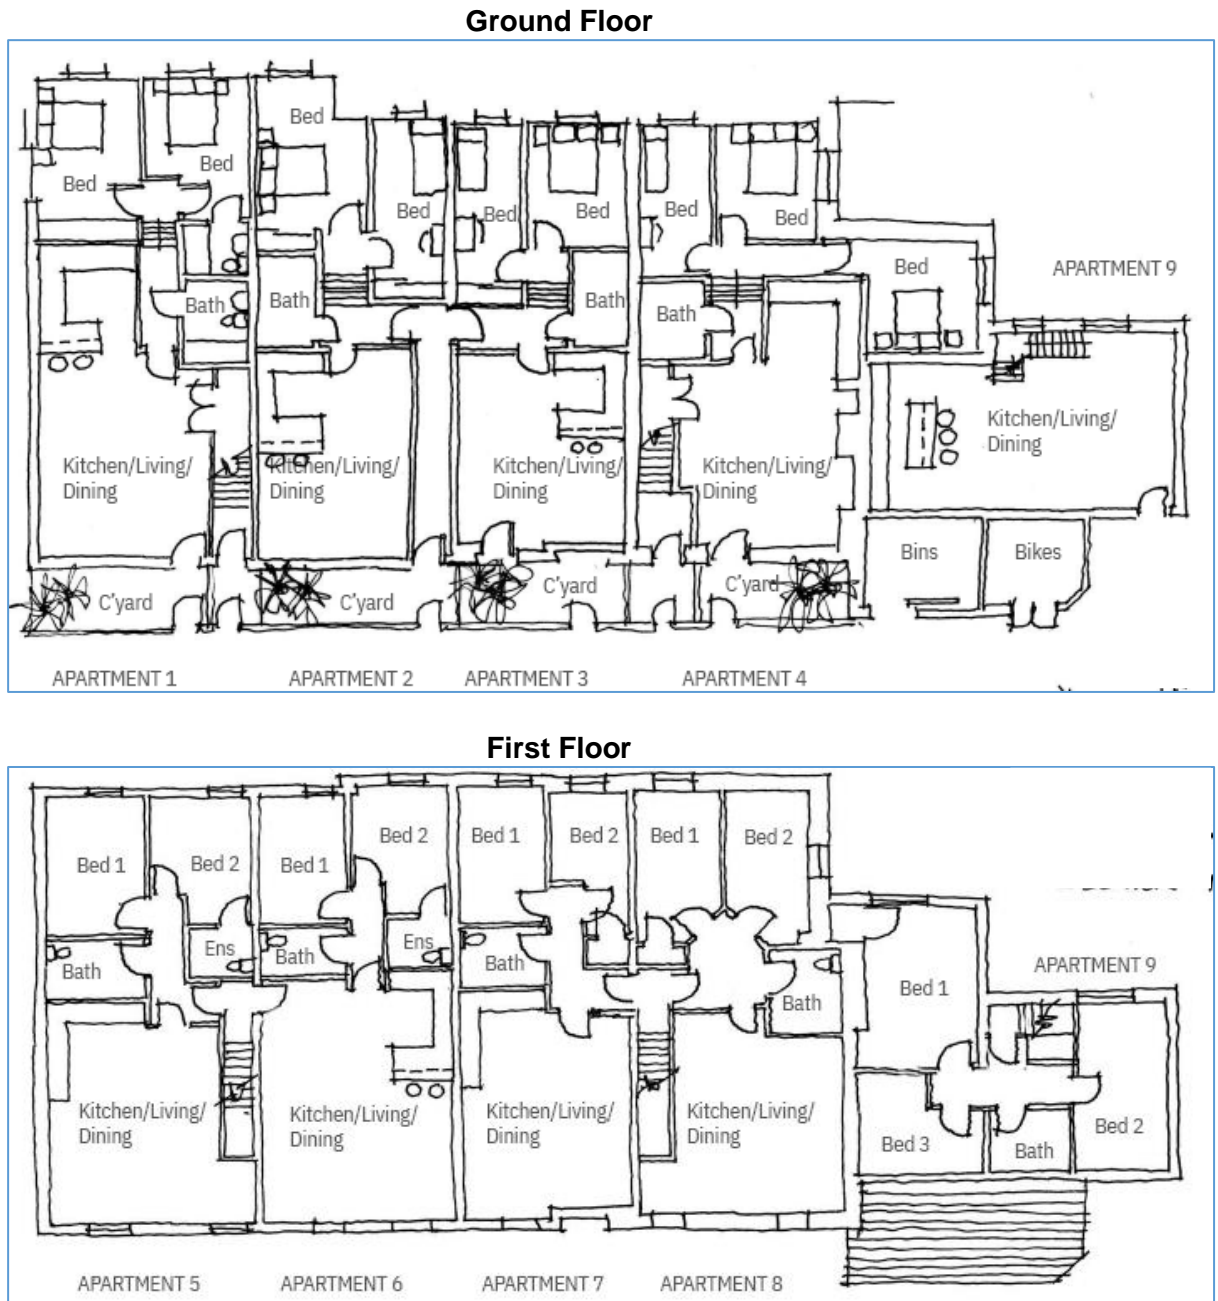 Ground Floor
Bed
Bed
Bed
Bed
Bed
Bed
Bed
Bed
Bed
APARTMENT 9
Bath
Bath
Bath
Bath
Kitchen/Living/
Dining
Kitchen/Living/
Dining
Kitchen/Living/
Dining
Kitchen/Living/
Dining
Kitchen/Living/
Dining
Bins
Bikes
C'yard
C'yard
C'yard
C'yard
APARTMENT 1
APARTMENT 2
APARTMENT 3
APARTMENT 4
First Floor
Bed 1
Bed 2
Bed 1
Bed 2
Bed 1
Bed 2
Bed 1
Bed 2
Bath
Ens
Bath
Ens
Bath
Bath
Bed 1
APARTMENT 9
Kitchen/Living/
Dining
Kitchen/Living/
Dining
Kitchen/Living/
Dining
Kitchen/Living/
Dining
Bed 3
Bath
Bed 2
APARTMENT 5
APARTMENT 6
APARTMENT 7
APARTMENT 8